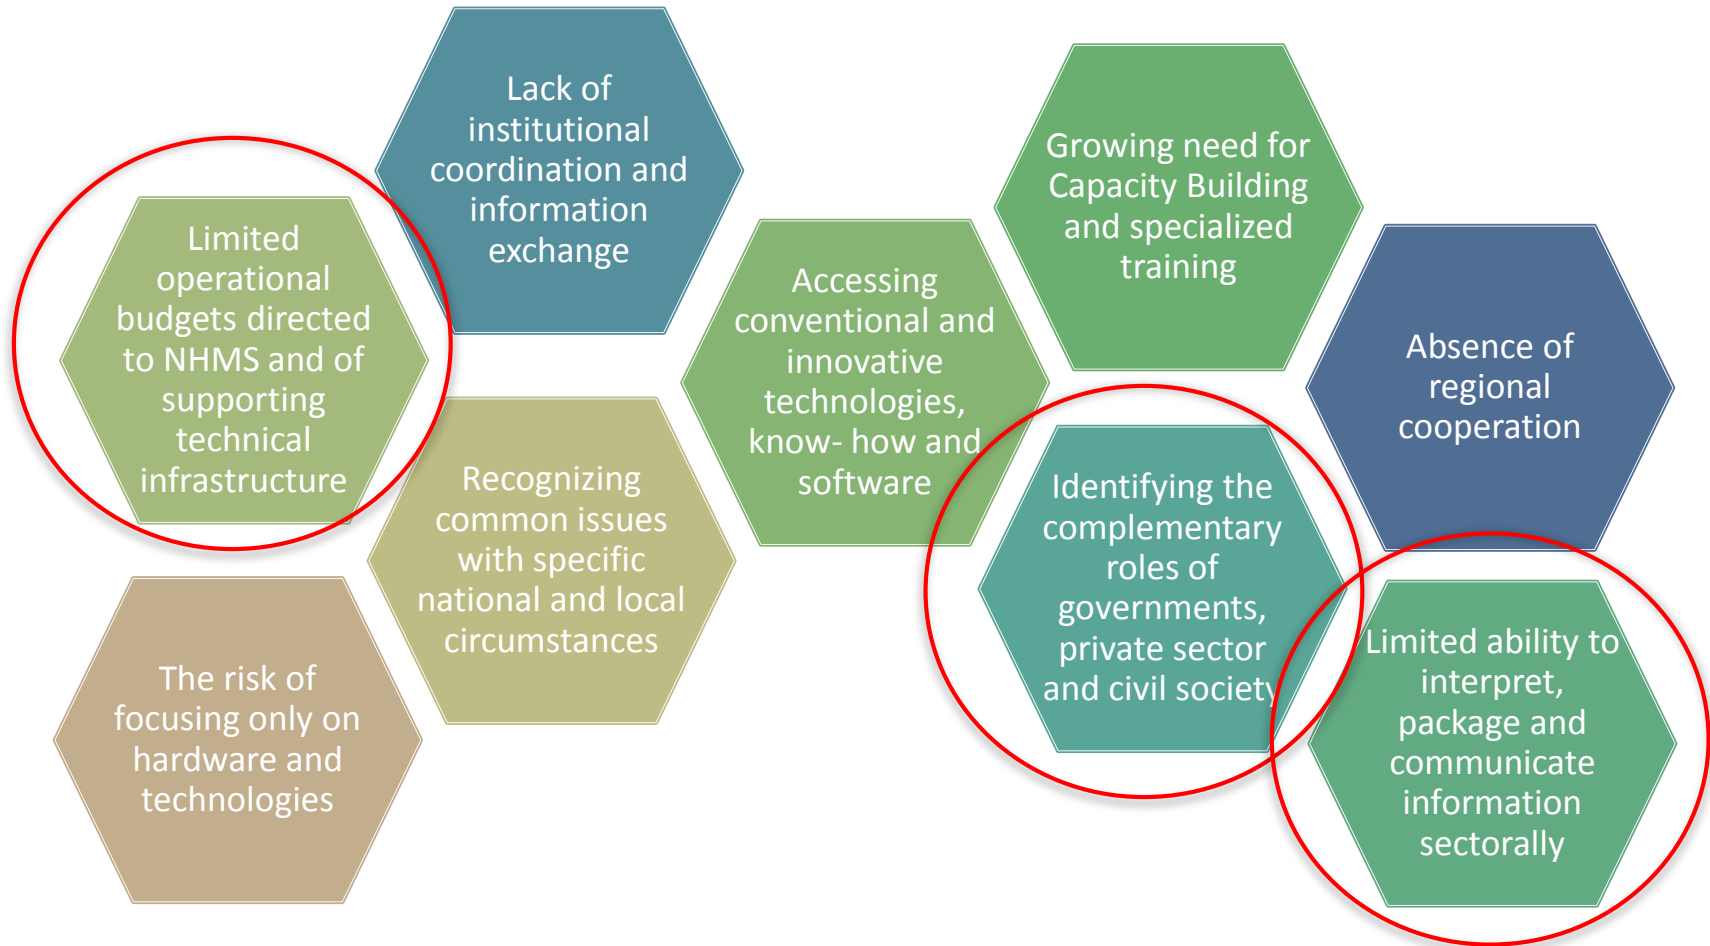 Lack of
institutional
coordination and
information
exchange
Growing need for
Capacity Building
and specialized
training
Limited
operational
budgets directed
to NHMS and of
supporting
technical
infrastructure
Accessing
conventional and
innovative
technologies,
know- how and
software
Absence of
regional
cooperation
Recognizing
common issues
with specific
national and local
circumstances
Identifying the
complementary
roles of
governments,
private sector
and civil society
The risk of
focusing only on
hardware and
technologies
Limited ability to
interpret,
package and
communicate
information
sectorally